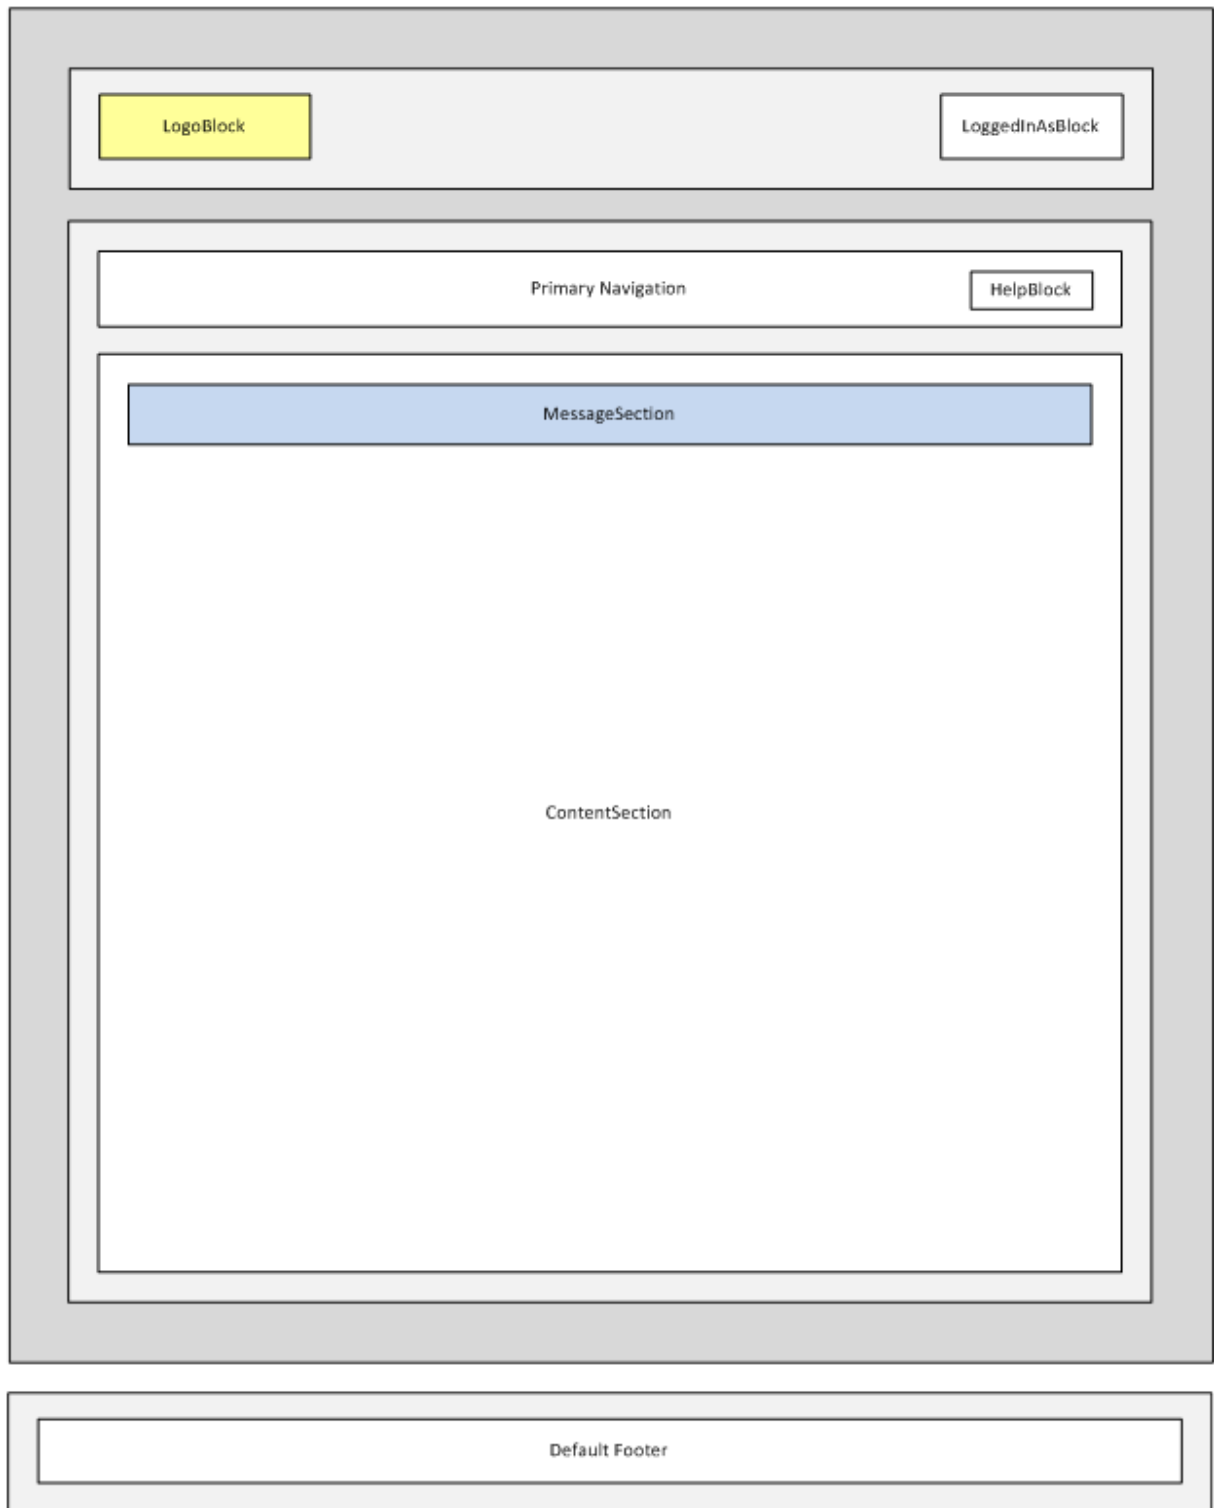 LogoBlock
LoggedInAsBlock
Primary Navigation
HelpBlock
MessageSection
ContentSection
Default Footer